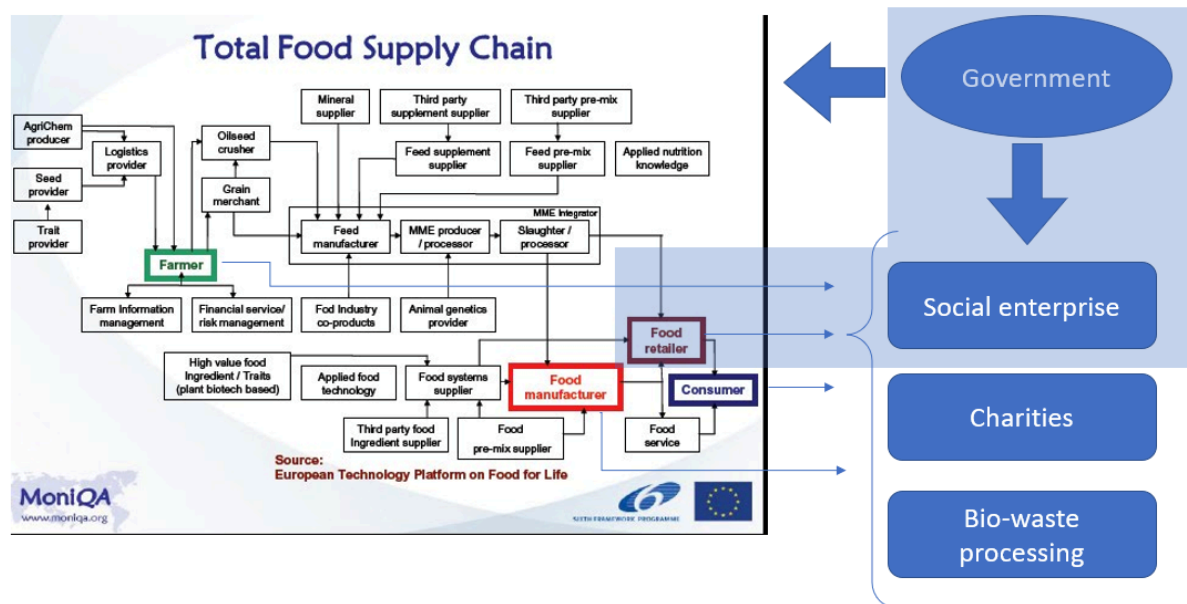 Total Food Supply Chain
Government
Mineral
supplier
Third party
supplement supplier
Third party pre-mix
supplier
AgriChem
producer
Logistics
provider
Oilseed
crusher
Feed supplement
supplier
Feed pre-mix
supplier
Applied nutrition
knowledge
Seed
provider
Grain
merchant
Trait
provider
MME Integrator
Feed
manufacturer
MME producer
/ processor
Slaughter /
processor
Farmer
Farm Information
management
Financial service/
risk management
Fod Industry
co-products
Animal genetics
provider
Social enterprise
Food
retailer
High value food
Ingredient / Traits
(plant biotech based)
Applied food
technology
Food systems
supplier
Food
manufacturer
Consumer
Charities
Third party food
Ingredient supplier
Food
pre-mix supplier
Food
service
Source:
European Technology Platform on Food for Life
MoniQA
www.moniqa.org
SIXTH FRAMEWORK PROGRAMME
Bio-waste
processing